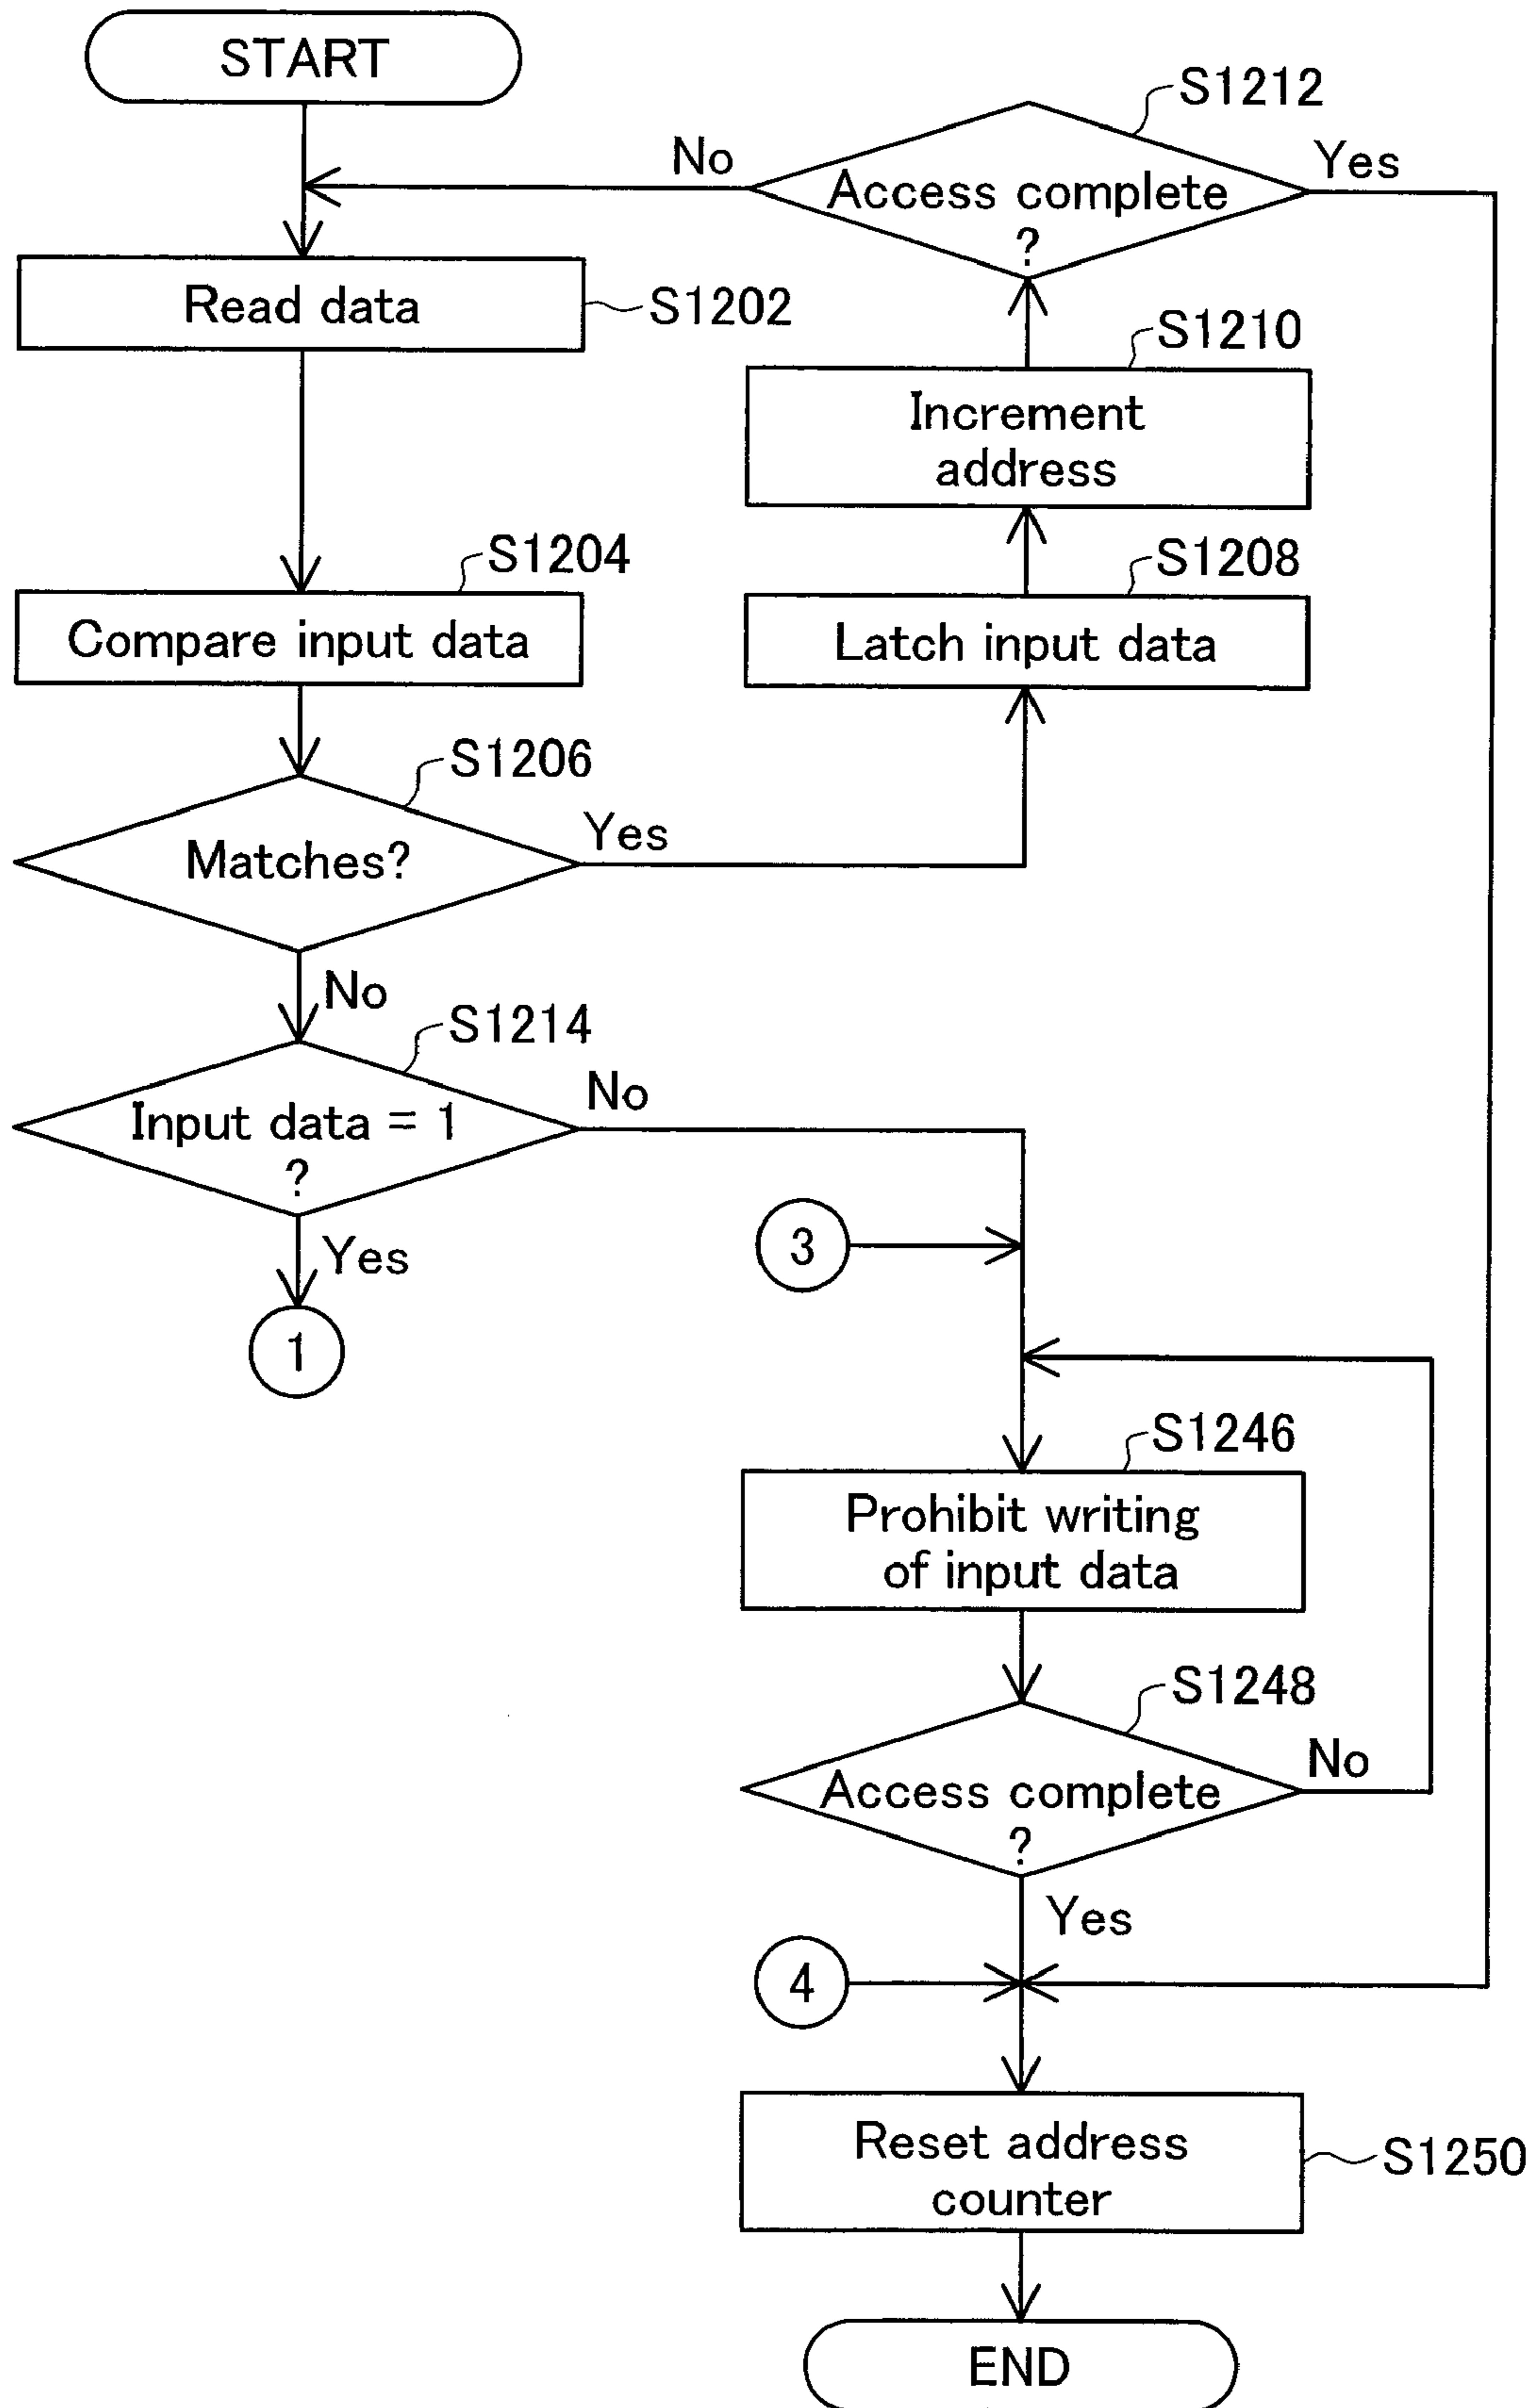 START
S1212
No
Yes
Access complete
?
Read data
S1202
S1210
Increment
address
S1204
Compare input data
S1208
Latch input data
S1206
Matches?
Yes
No
S1214
Input data = 1
?
No
Yes
1
3
S1246
Prohibit writing
of input data
S1248
Access complete
?
No
Yes
4
Reset address
counter
S1250
END